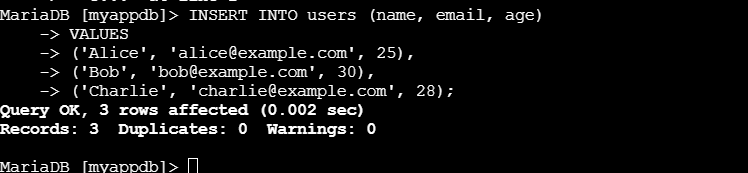 MariaDB [myappdb]> INSERT INTO users (name, email, age)
    -> VALUES
    -> ('Alice', 'alice@example.com', 25),
    -> ('Bob', 'bob@example.com', 30),
    -> ('Charlie', 'charlie@example.com', 28);
Query OK, 3 rows affected (0.002 sec)
Records: 3  Duplicates: 0  Warnings: 0
MariaDB [myappdb]>